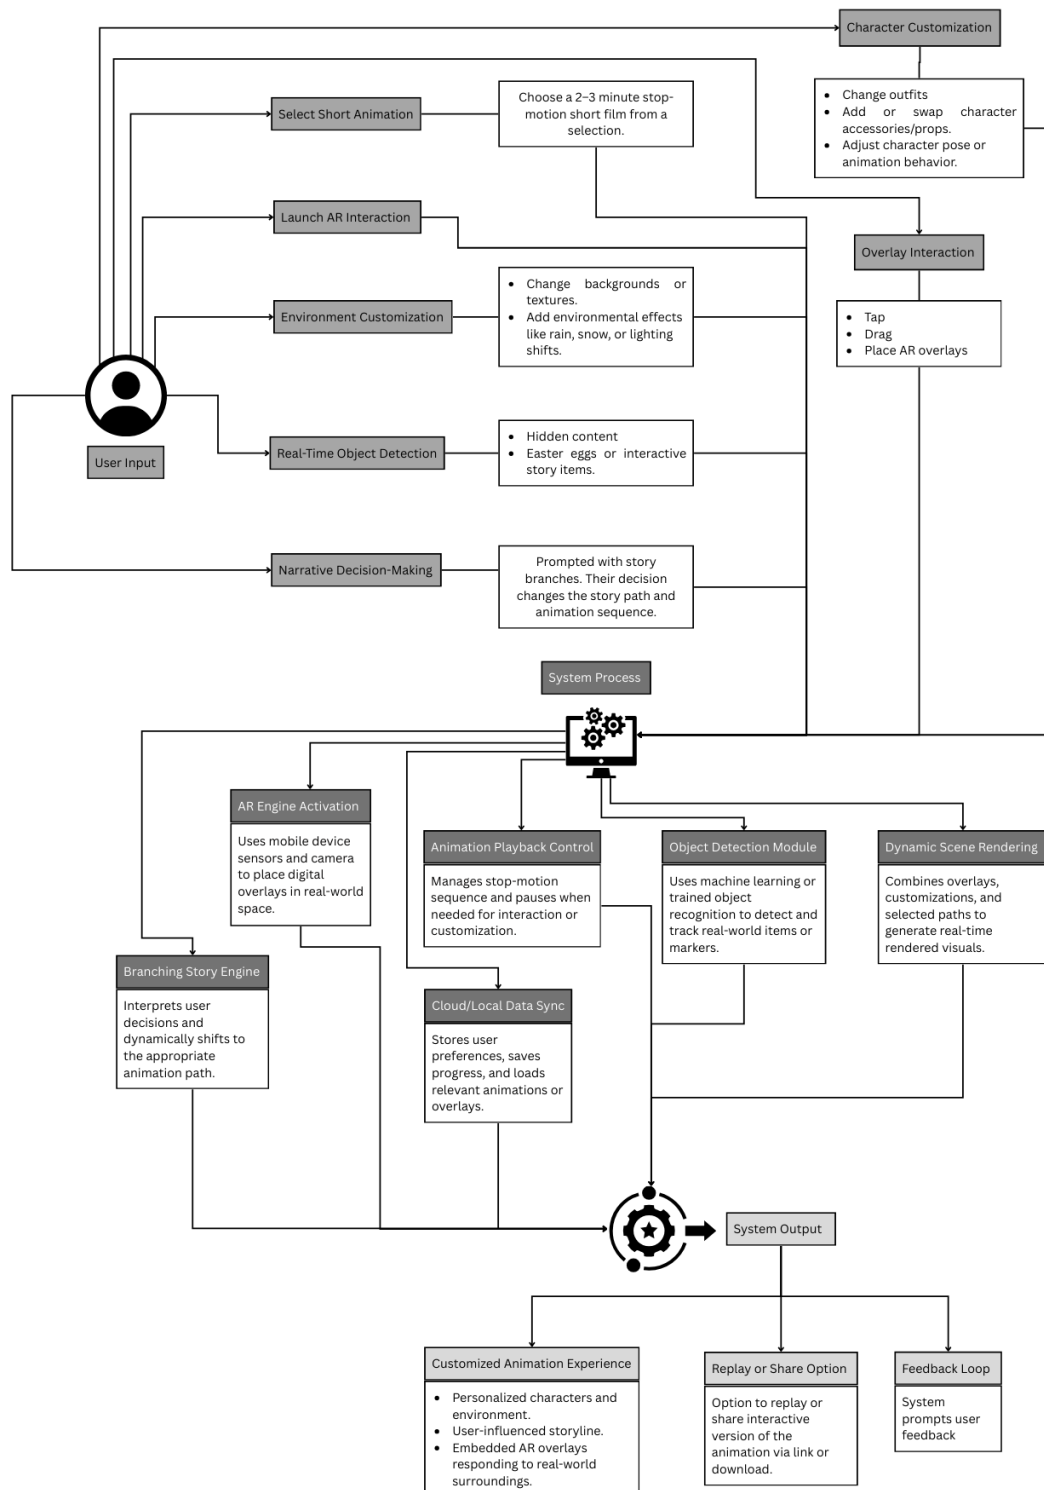 Character Customization
Change outfits
Add or swap character
accessories/props.
Adjust character pose or
animation behavior.
Select Short Animation
Choose a 2–3 minute stop-
motion short film from a
selection.
Launch AR Interaction
Overlay Interaction
Tap
Drag
Place AR overlays
Environment Customization
Change backgrounds or
textures.
Add environmental effects
like rain, snow, or lighting
shifts.
User Input
Real-Time Object Detection
Hidden content
Easter eggs or interactive
story items.
Narrative Decision-Making
Prompted with story
branches. Their decision
changes the story path and
animation sequence.
System Process
AR Engine Activation
Uses mobile device
sensors and camera
to place digital
overlays in real-world
space.
Animation Playback Control
Manages stop-motion
sequence and pauses when
needed for interaction or
customization.
Object Detection Module
Uses machine learning or
trained object
recognition to detect and
track real-world items or
markers.
Dynamic Scene Rendering
Combines overlays,
customizations, and
selected paths to
generate real-time
rendered visuals.
Branching Story Engine
Interprets user
decisions and
dynamically shifts to
the appropriate
animation path.
Cloud/Local Data Sync
Stores user
preferences, saves
progress, and loads
relevant animations or
overlays.
System Output
Customized Animation Experience
Personalized characters and
environment.
User-influenced storyline.
Embedded AR overlays
responding to real-world
surroundings.
Replay or Share Option
Option to replay or
share interactive
version of the
animation via link or
download.
Feedback Loop
System
prompts user
feedback